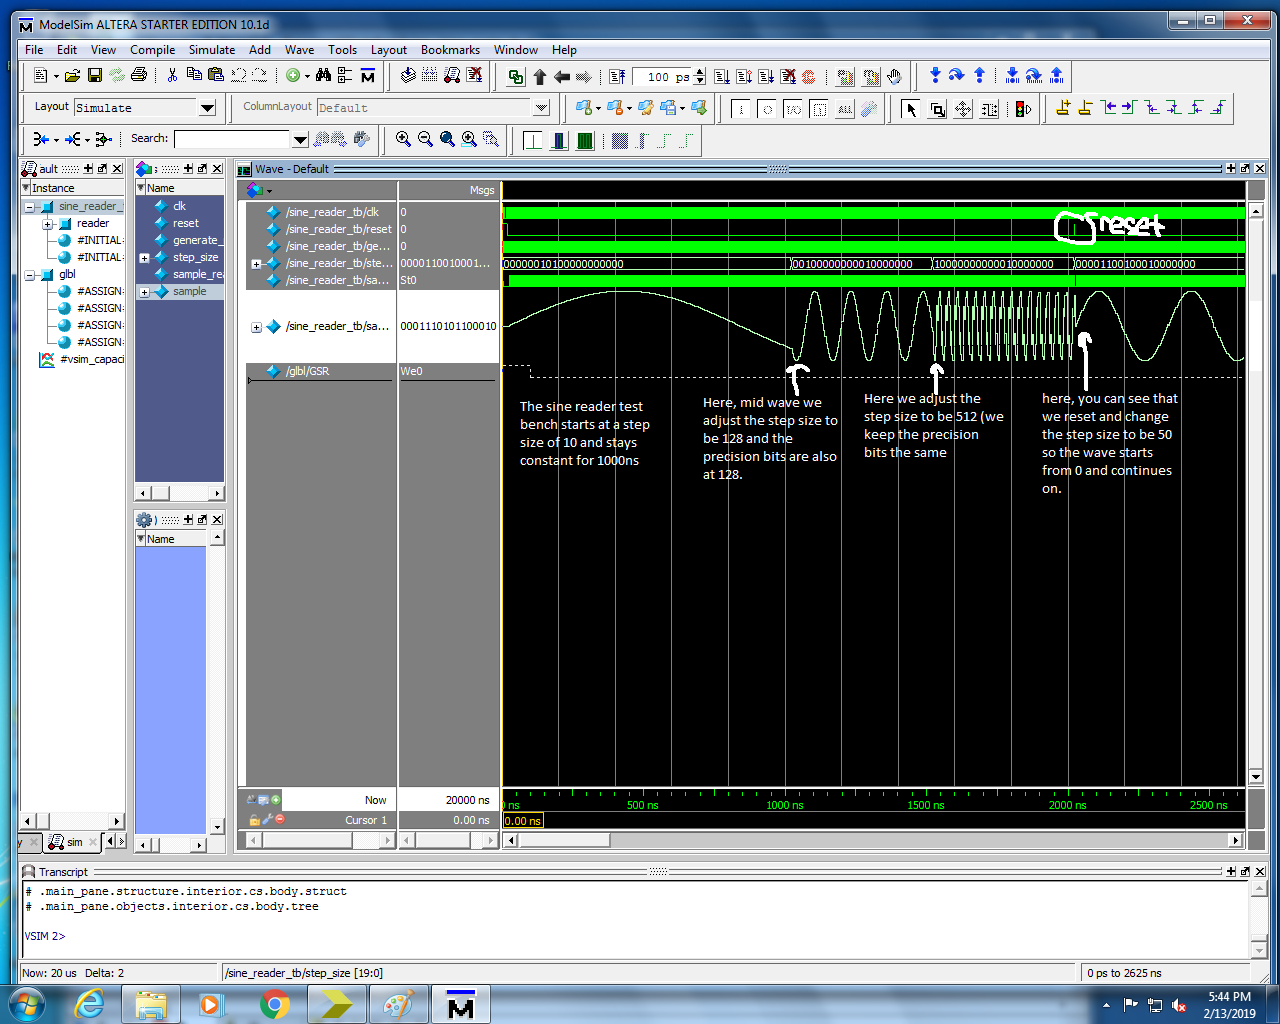 ModelSim ALTERA STARTER EDITION 10.1d
File Edit View Compile Simulate Add Wave Tools Layout Bookmarks Window Help
100 ps
Layout Simulate ColumnLayout Default
I/O ALL
Search:
ault
Instance
sine_reader_
reader
#INITIAL:
#INITIAL:
glbl
#ASSIGN:
#ASSIGN:
#ASSIGN:
#ASSIGN:
#vsim_capaci
sim
Name
clk
reset
generate_
step_size
sample_rea
sample
Name
Wave - Default
Msgs
/sine_reader_tb/clk 0
/sine_reader_tb/reset 0
/sine_reader_tb/ge... 0
/sine_reader_tb/ste... 0000110010001...
/sine_reader_tb/sa... St0
/sine_reader_tb/sa... 0001110101100010
/glbl/GSR We0
00000010100000000000 00100000000010000000 10000000000010000000 00001100100010000000
reset
The sine reader test
bench starts at a step
size of 10 and stays
constant for 1000ns
Here, mid wave we
adjust the step size to
be 128 and the
precision bits are also
at 128.
Here we adjust the
step size to be 512 (we
keep the precision
bits the same
here, you can see that
we reset and change
the step size to be 50
so the wave starts
from 0 and continues
on.
Now 20000 ns
ns 500 ns 1000 ns 1500 ns 2000 ns 2500 ns
Cursor 1 0.00 ns
0.00 ns
Transcript
# .main_pane.structure.interior.cs.body.struct
# .main_pane.objects.interior.cs.body.tree
VSIM 2>
Now: 20 us Delta: 2 /sine_reader_tb/step_size [19:0] 0 ps to 2625 ns
5:44 PM
2/13/2019